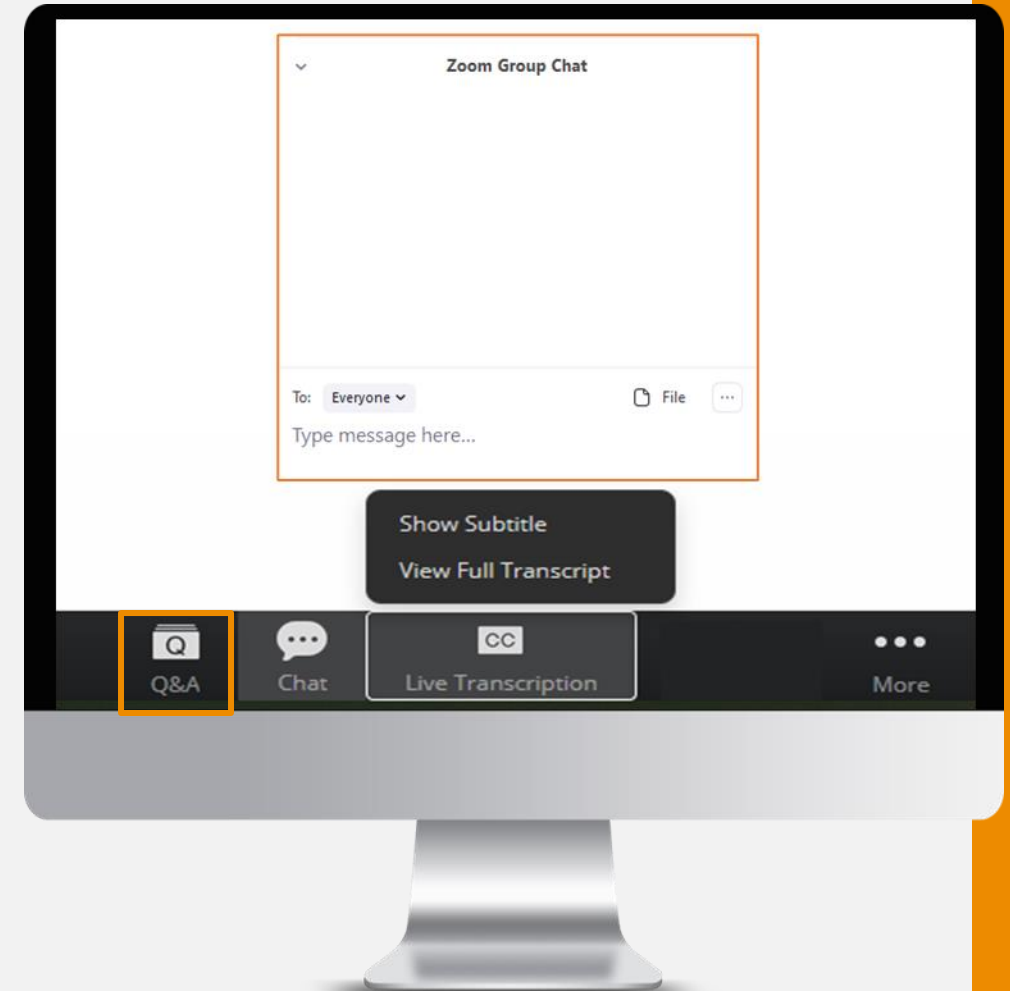 Zoom Group Chat
To: Everyone File ...
Type message here...
Show Subtitle
View Full Transcript
Q CC
Q&A Chat Live Transcription More